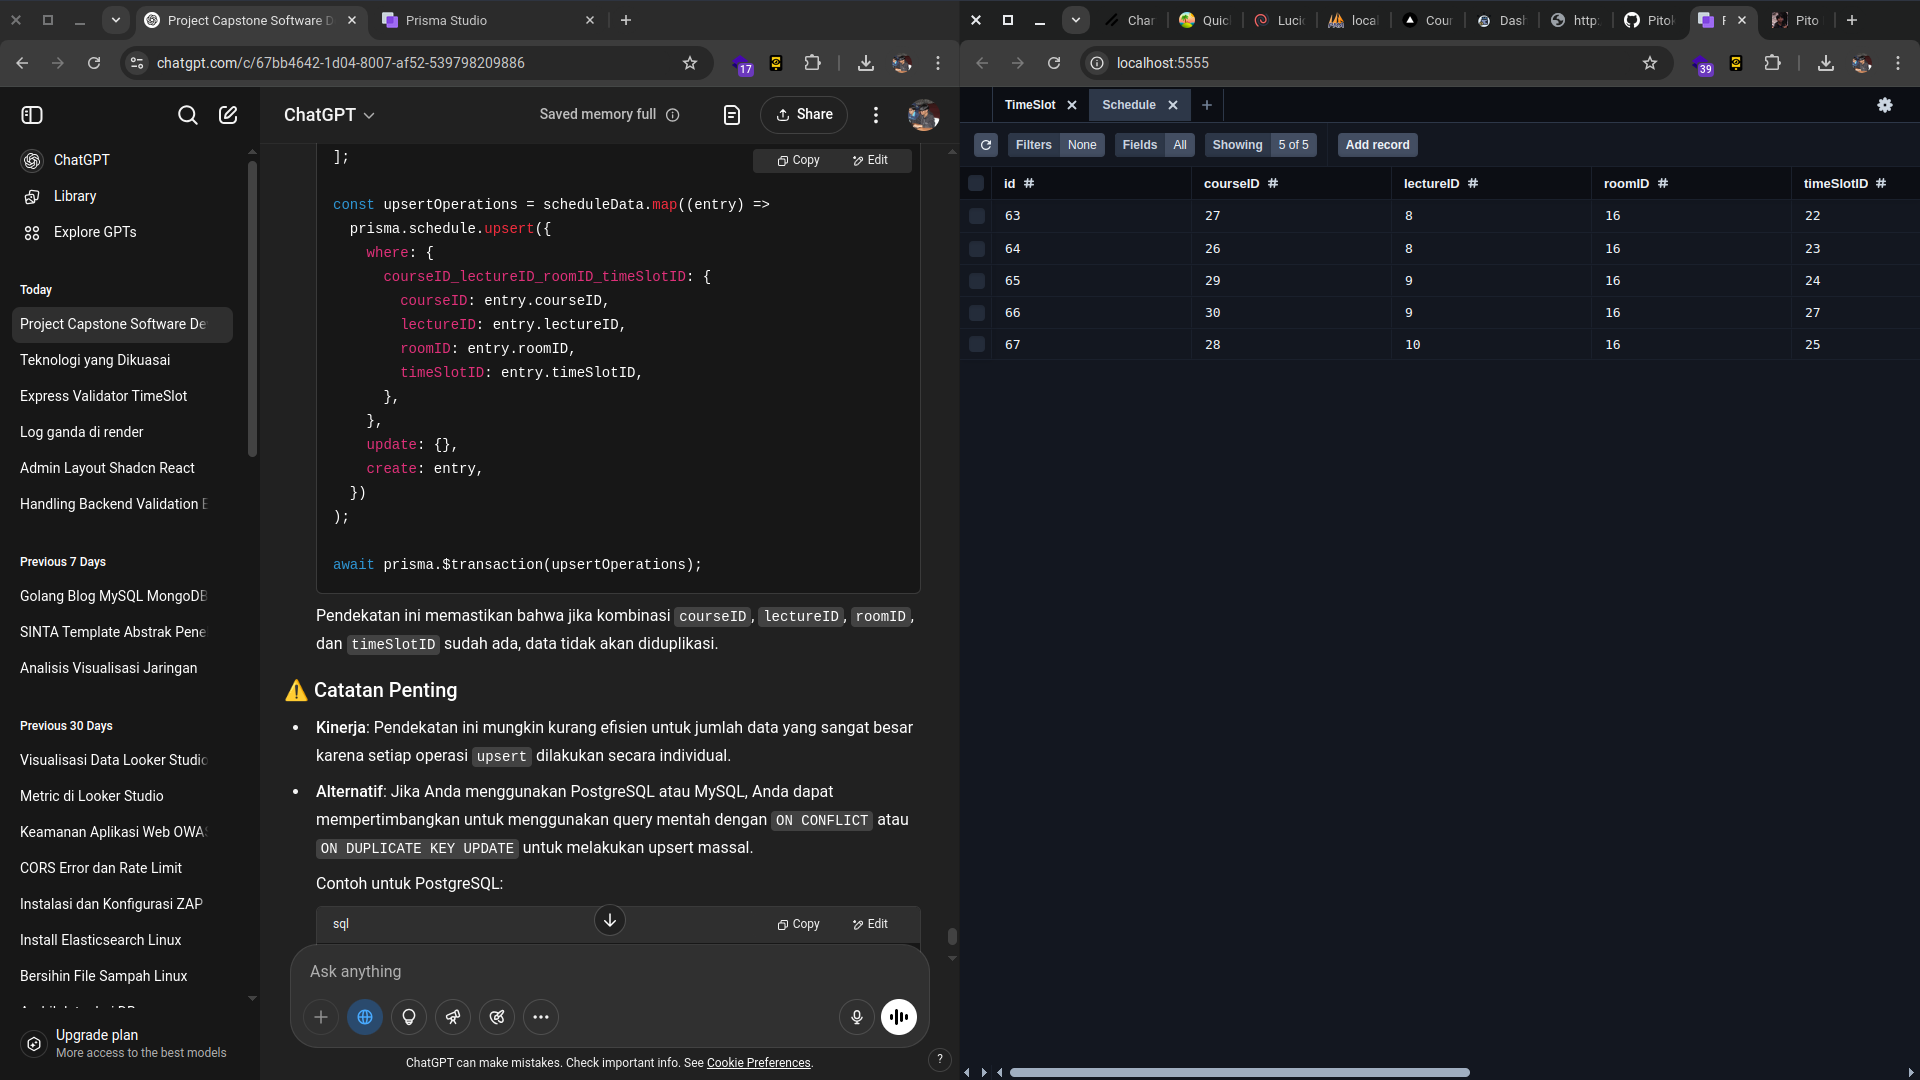 Project Capstone Software D
Prisma Studio
chatgpt.com/c/67bb4642-1d04-8007-af52-539798209886
17
ChatGPT
Library
Explore GPTs
Today
Project Capstone Software De
Teknologi yang Dikuasai
Express Validator TimeSlot
Log ganda di render
Admin Layout Shadcn React
Handling Backend Validation E
Previous 7 Days
Golang Blog MySQL MongoDB
SINTA Template Abstrak Pene
Analisis Visualisasi Jaringan
Previous 30 Days
Visualisasi Data Looker Studio
Metric di Looker Studio
Keamanan Aplikasi Web OWAS
CORS Error dan Rate Limit
Instalasi dan Konfigurasi ZAP
Install Elasticsearch Linux
Bersihin File Sampah Linux
Upgrade plan
More access to the best models
ChatGPT
Saved memory full
Share
];
Copy Edit
const upsertOperations = scheduleData.map((entry) =>
prisma.schedule.upsert({
where: {
courseID_lectureID_roomID_timeSlotID: {
courseID: entry.courseID,
lectureID: entry.lectureID,
roomID: entry.roomID,
timeSlotID: entry.timeSlotID,
},
},
update: {},
create: entry,
})
);
await prisma.$transaction(upsertOperations);
Pendekatan ini memastikan bahwa jika kombinasi courseID, lectureID, roomID,
dan timeSlotID sudah ada, data tidak akan diduplikasi.
⚠️ Catatan Penting
• Kinerja: Pendekatan ini mungkin kurang efisien untuk jumlah data yang sangat besar
karena setiap operasi upsert dilakukan secara individual.
• Alternatif: Jika Anda menggunakan PostgreSQL atau MySQL, Anda dapat
mempertimbangkan untuk menggunakan query mentah dengan ON CONFLICT atau
ON DUPLICATE KEY UPDATE untuk melakukan upsert massal.
Contoh untuk PostgreSQL:
sql
Copy Edit
Ask anything
ChatGPT can make mistakes. Check important info. See Cookie Preferences.
?
Char
Quic
Luci
loca
Cour
Dash
http:
Pitok
F
Pito
localhost:5555
39
TimeSlot
Schedule
Filters None
Fields All
Showing 5 of 5
Add record
id # courseID # lectureID # roomID # timeSlotID #
63 27 8 16 22
64 26 8 16 23
65 29 9 16 24
66 30 9 16 27
67 28 10 16 25